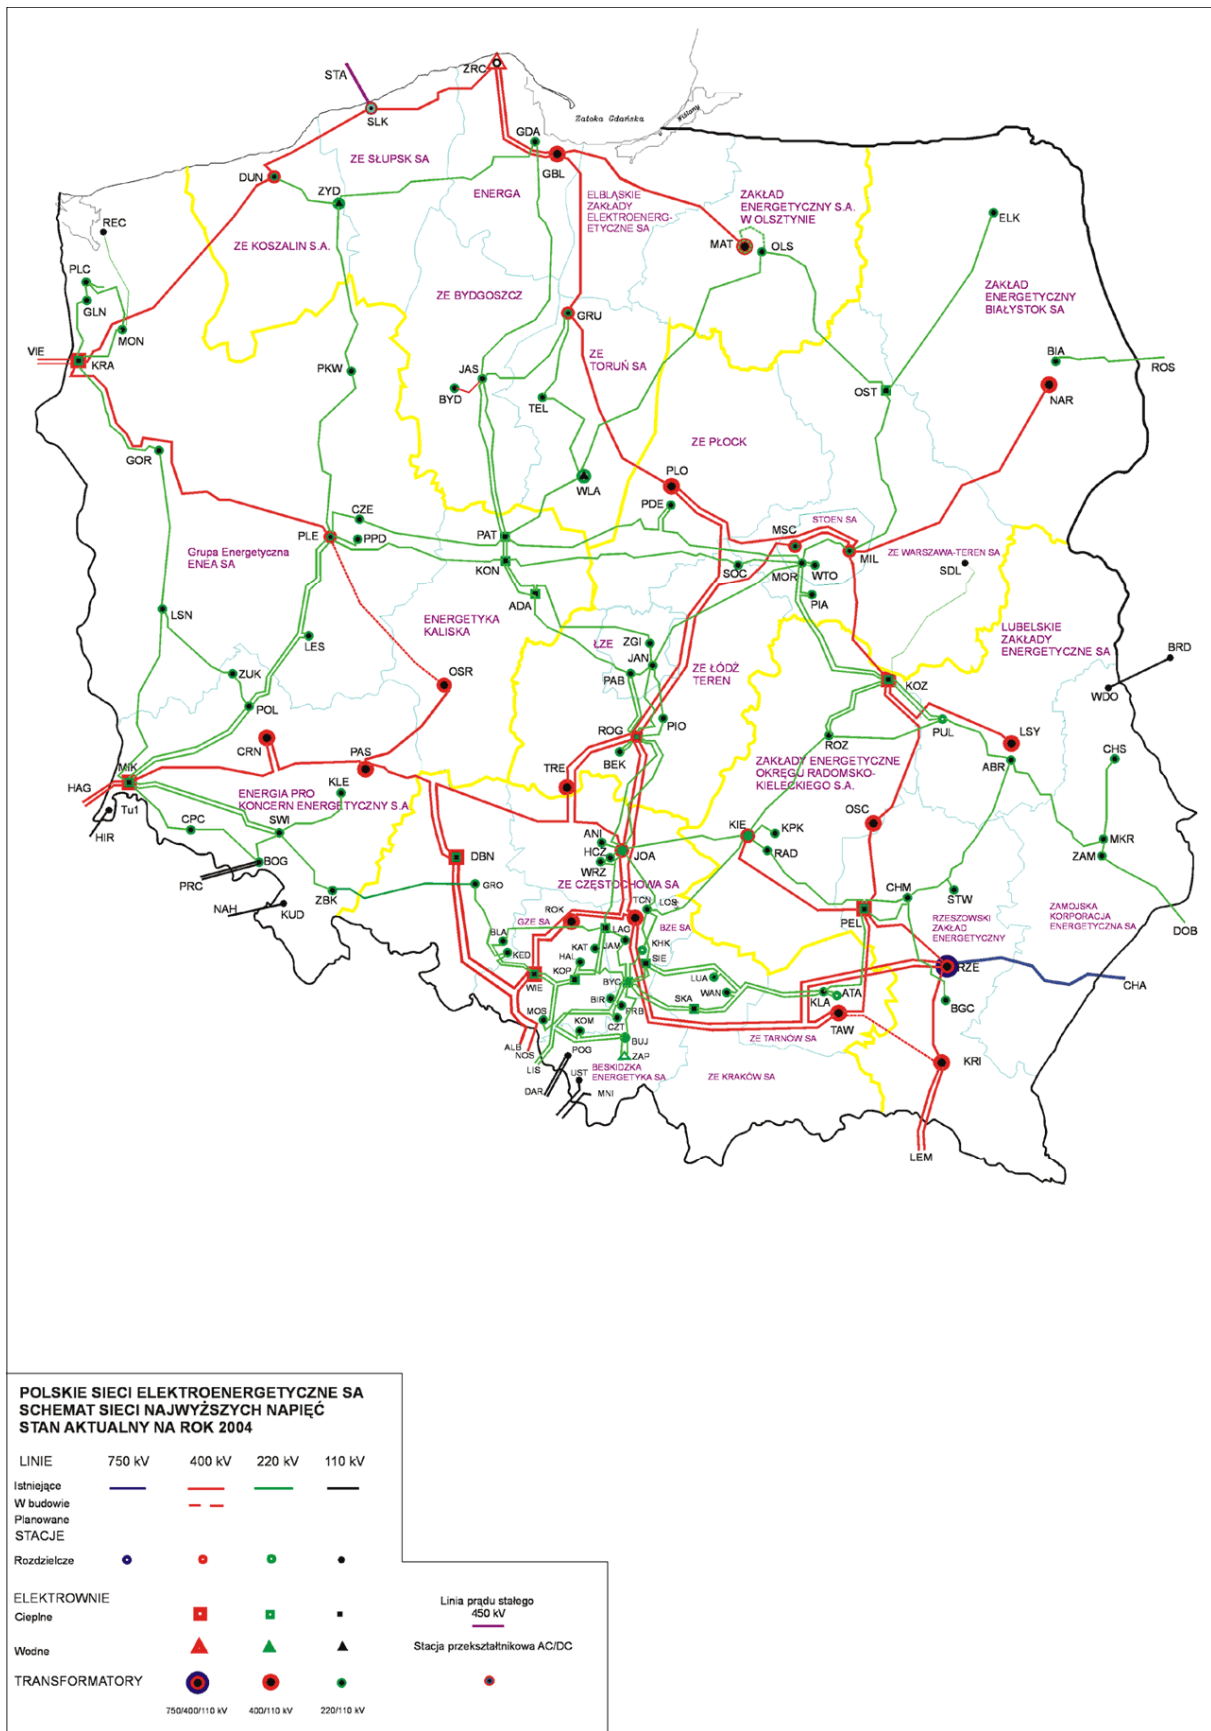 STA
ZRC
SLK
Zatoka Gdańska
Wiślany
GDA
GBL
ZE SŁUPSK SA
DUN
ZYD
ENERGA
ELBLĄSKIE
ZAKŁADY
ELEKTROENERG-
ETYCZNE SA
ZAKŁAD
ENERGETYCZNY S.A.
W OLSZTYNIE
ELK
REC
ZE KOSZALIN S.A.
MAT
OLS
PLC
GLN
MON
ZE BYDGOSZCZ
ZAKŁAD
ENERGETYCZNY
BIAŁYSTOK SA
GRU
VIE
KRA
ZE
TORUŃ SA
BIA
ROS
PKW
JAS
BYD
TEL
OST
NAR
GOR
ZE PŁOCK
PLO
WLA
PDE
CZE
PLE
PPD
PAT
KON
STOEN SA
MSC
MIL
ZE WARSZAWA-TEREN SA
SDL
Grupa Energetyczna
ENEA SA
SOC
MOR
WTO
PIA
ADA
LSN
ENERGETYKA
KALISKA
LES
ŁZE
ZGI
JAN
ZE ŁÓDŹ
TEREN
LUBELSKIE
ZAKŁADY
ENERGETYCZNE SA
BRD
WDO
ZUK
OSR
PAB
KOZ
POL
PIO
ROG
BEK
ROZ
PUL
LSY
CRN
PAS
TRE
ZAKŁADY ENERGETYCZNE
OKRĘGU RADOMSKO-
KIELECKIEGO S.A.
ABR
CHS
MIK
HAG
Tu1
HIR
KLE
ENERGIA PRO
KONCERN ENERGETYCZNY S.A.
CPC
SWI
OSC
KIE
KPK
RAD
ANI
HCZ
WRZ
JOA
MKR
ZAM
BOG
PRC
DBN
GRO
ZE CZĘSTOCHOWA SA
NAH
KUD
ZBK
TCN
LOS
CHM
STW
PEL
ROK
GZE SA
LAG
BZE SA
RZESZOWSKI
ZAKŁAD
ENERGETYCZNY
ZAMOJSKA
KORPORACJA
ENERGETYCZNA SA
DOB
BLA
KED
KAT
JAM
HAL
KHK
SIE
WIE
KOP
BYC
LUA
WAN
RZE
CHA
SKA
KLA
ATA
BGC
MOS
BIR
PRB
CZT
KOM
TAW
ZE TARNÓW SA
ALB
NOS
LIS
POG
BUJ
ZAP
KRI
DAR
UST
MNI
BESKIDZKA
ENERGETYKA SA
ZE KRAKÓW SA
LEM
POLSKIE SIECI ELEKTROENERGETYCZNE SA
SCHEMAT SIECI NAJWYŻSZYCH NAPIĘĆ
STAN AKTUALNY NA ROK 2004
LINIE 750 kV 400 kV 220 kV 110 kV
Istniejące
W budowie
Planowane
STACJE
Rozdzielcze
ELEKTROWNIE
Cieplne
Wodne
TRANSFORMATORY
750/400/110 kV 400/110 kV 220/110 kV
Linia prądu stałego
450 kV
Stacja przekształtnikowa AC/DC